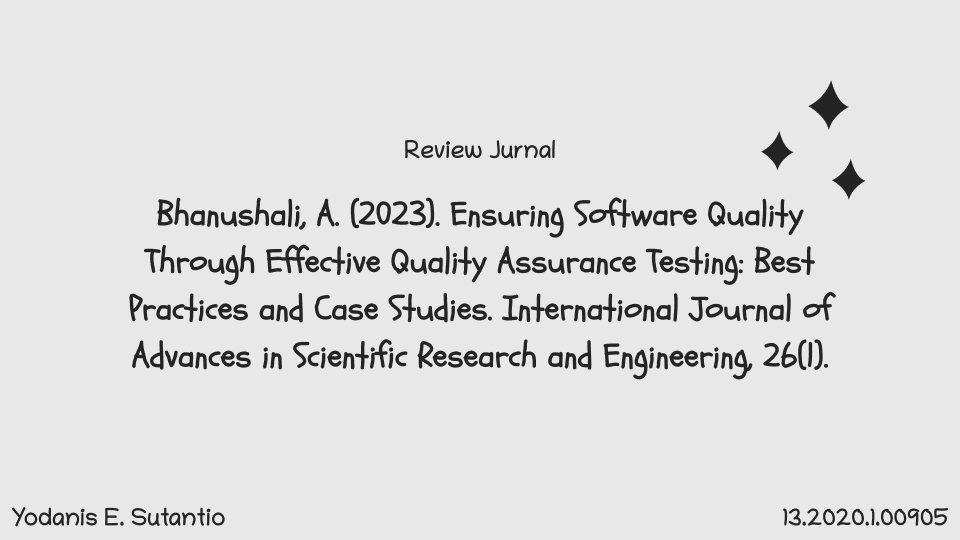 Review Jurnal
Bhanushali, A. (2023). Ensuring Software Quality
Through Effective Quality Assurance Testing: Best
Practices and Case Studies. International Journal of
Advances in Scientific Research and Engineering, 26(1).
Yodanis E. Sutantio
13.2020.1.00905